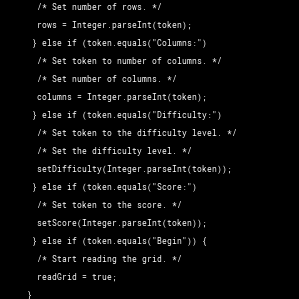 /* Set number of rows. */
rows = Integer.parseInt(token);
} else if (token.equals("Columns:")
/* Set token to number of columns. */
/* Set number of columns. */
columns = Integer.parseInt(token);
} else if (token.equals("Difficulty:")
/* Set token to the difficulty level. */
/* Set the difficulty level. */
setDifficulty(Integer.parseInt(token));
} else if (token.equals("Score:")
/* Set token to the score. */
setScore(Integer.parseInt(token));
} else if (token.equals("Begin")) {
/* Start reading the grid. */
readGrid = true;
}